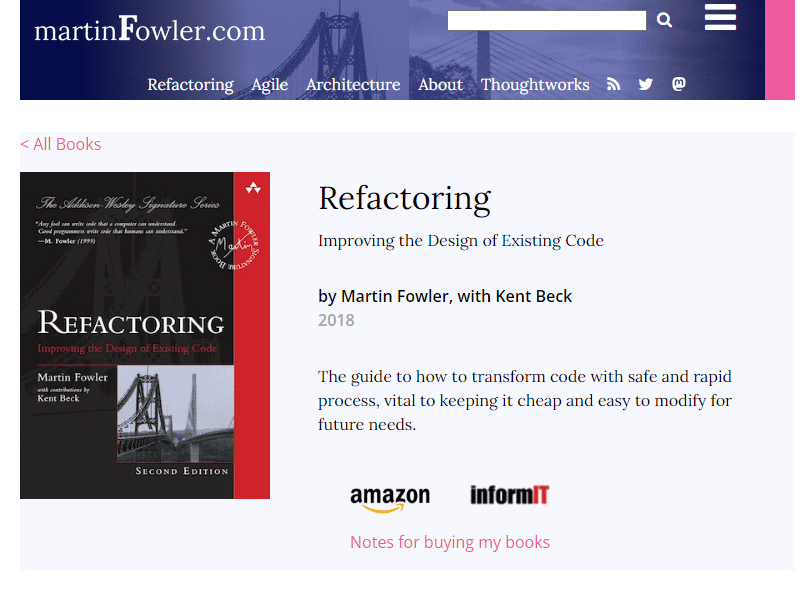 martinFowler.com
Refactoring Agile Architecture About Thoughtworks
< All Books
The Addison-Wesley Signature Series
"Any fool can write code that a computer can understand.
Good programmers write code that humans can understand."
—M. Fowler (1999)
A MARTIN FOWLER SIGNATURE BOOK
Martin
REFACTORING
Improving the Design of Existing Code
Martin Fowler
with contributions by
Kent Beck
SECOND EDITION
Refactoring
Improving the Design of Existing Code
by Martin Fowler, with Kent Beck
2018
The guide to how to transform code with safe and rapid
process, vital to keeping it cheap and easy to modify for
future needs.
amazon informIT
Notes for buying my books